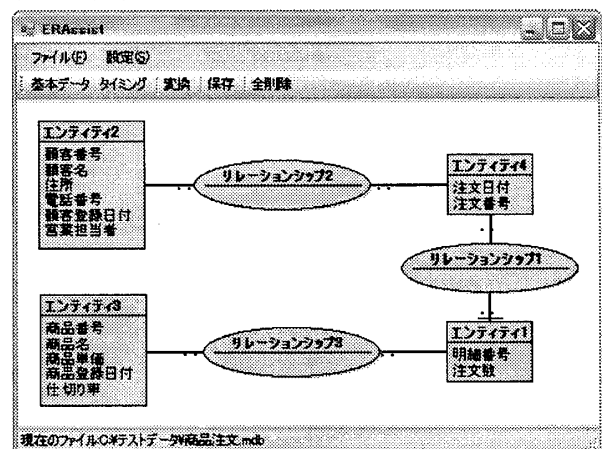 ERAssist
ファイル(F) 設定(S)
基本データ タイミング 変換 保存 全削除
エンティティ2
顧客番号
顧客名
住所
電話番号
顧客登録日付
営業担当者
リレーションシップ2
エンティティ4
注文日付
注文番号
リレーションシップ1
エンティティ3
商品番号
商品名
商品単価
商品登録日付
仕切り率
リレーションシップ3
エンティティ1
明細番号
注文数
現在のファイル:C:¥テストデータ¥商品注文.mdb